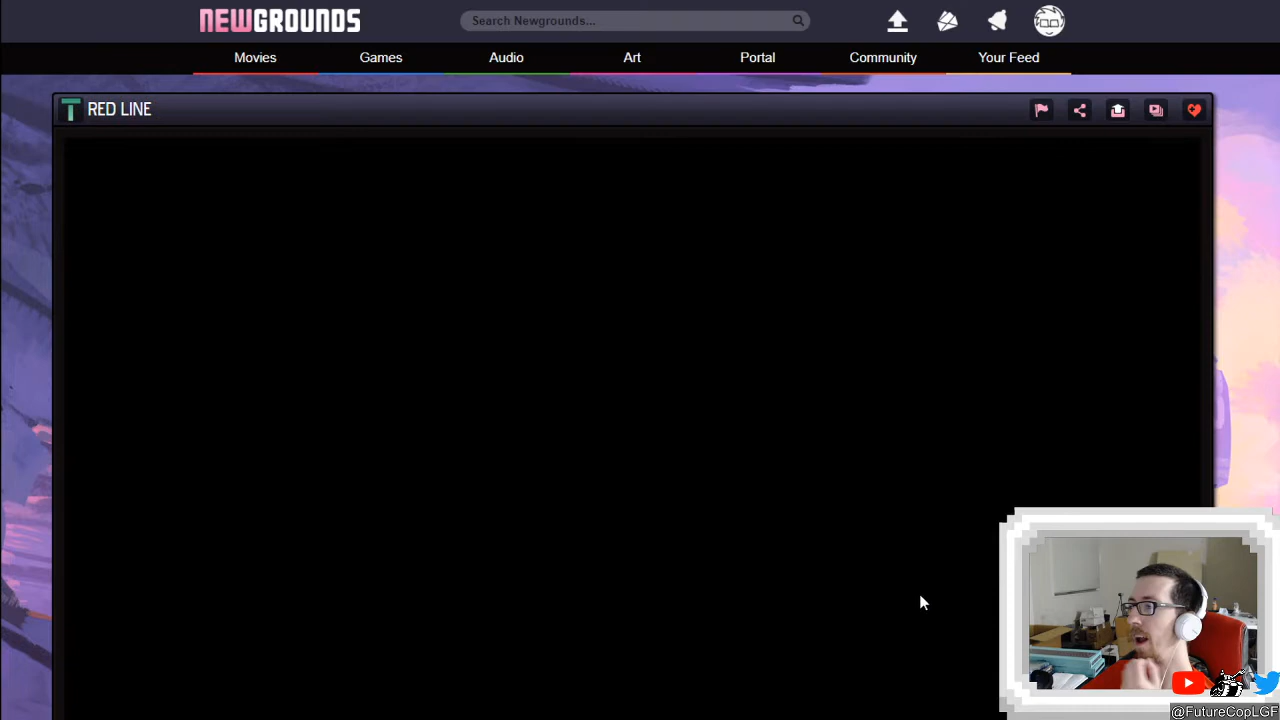 NEWGROUNDS
Search Newgrounds...
Movies
Games
Audio
Art
Portal
Community
Your Feed
T RED LINE
@FutureCopLGF